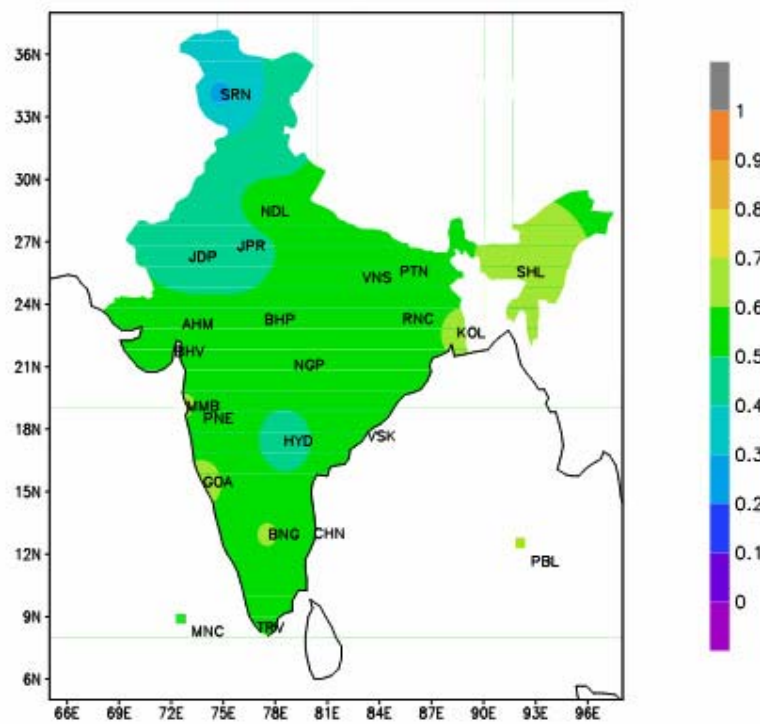 36N
33N
30N
27N
24N
21N
18N
15N
12N
9N
6N
66E 69E 72E 75E 78E 81E 84E 87E 90E 93E 96E
SRN
NDL
JPR
JDP
PTN
VNS
SHL
AHM
BHP
RNC
KOL
BHV
NGP
MMB
PNE
HYD
VSK
GOA
BNG
CHN
PBL
MNC
TRV
1
0.9
0.8
0.7
0.6
0.5
0.4
0.3
0.2
0.1
0